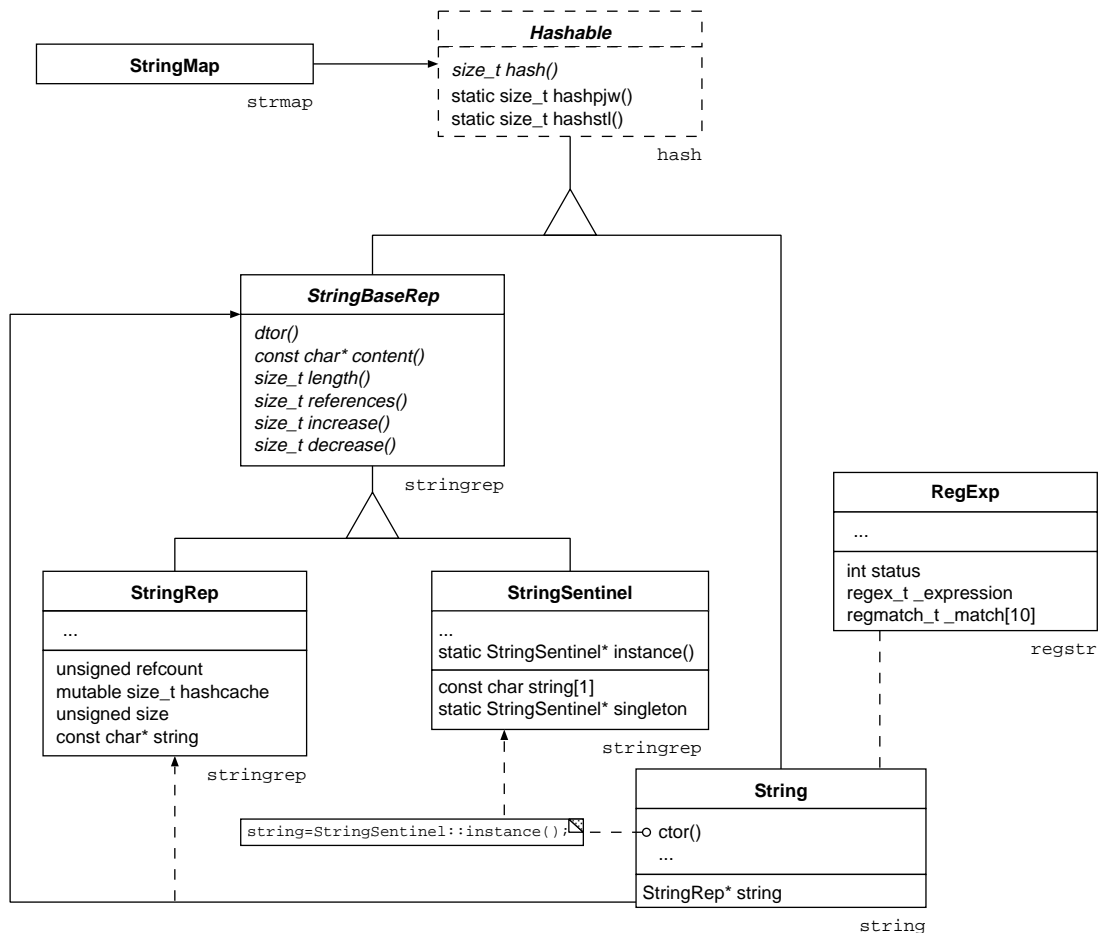 Hashable
size_t hash()
static size_t hashpjw()
static size_t hashstl()
hash
StringMap
strmap
StringBaseRep
dtor()
const char* content()
size_t length()
size_t references()
size_t increase()
size_t decrease()
stringrep
RegExp
...
int status
regex_t _expression
regmatch_t _match[10]
regstr
StringRep
...
unsigned refcount
mutable size_t hashcache
unsigned size
const char* string
stringrep
StringSentinel
...
static StringSentinel* instance()
const char string[1]
static StringSentinel* singleton
stringrep
string=StringSentinel::instance();
String
ctor()
...
StringRep* string
string